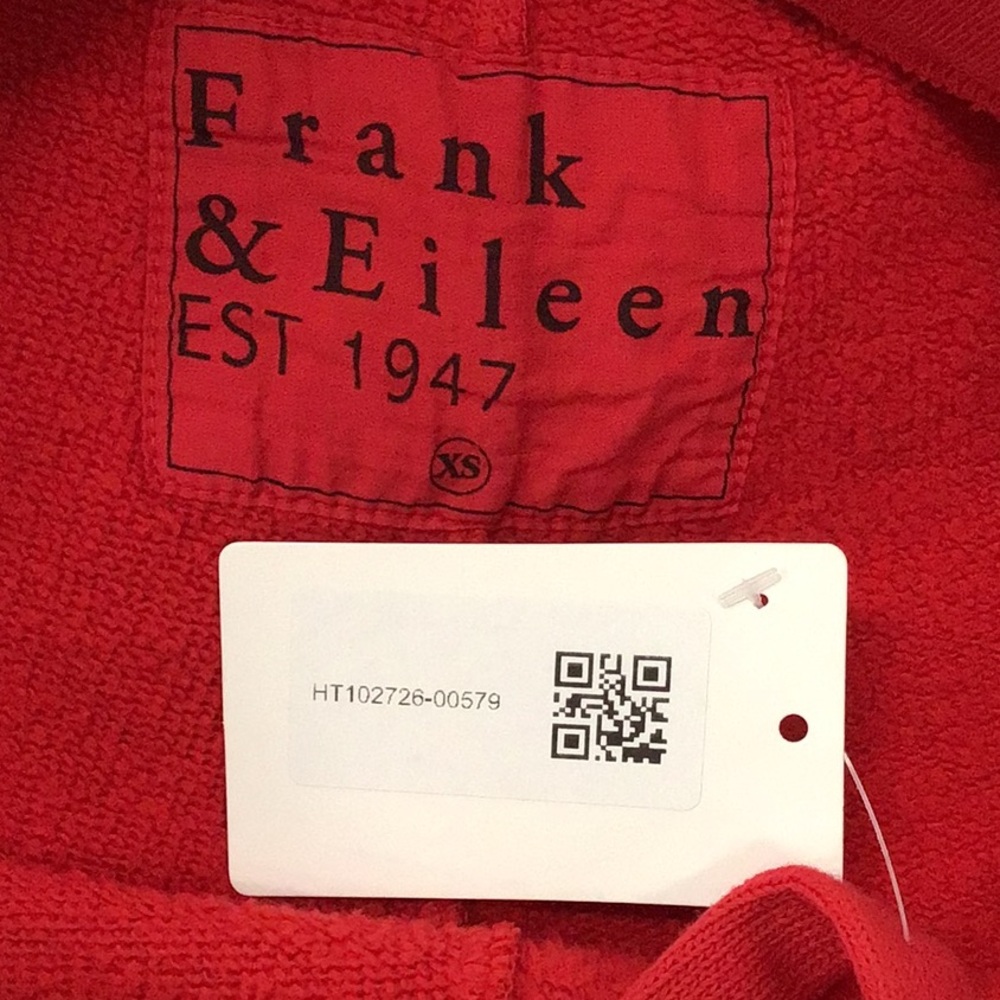 Frank
& Eileen
EST 1947
XS
HT102726-00579